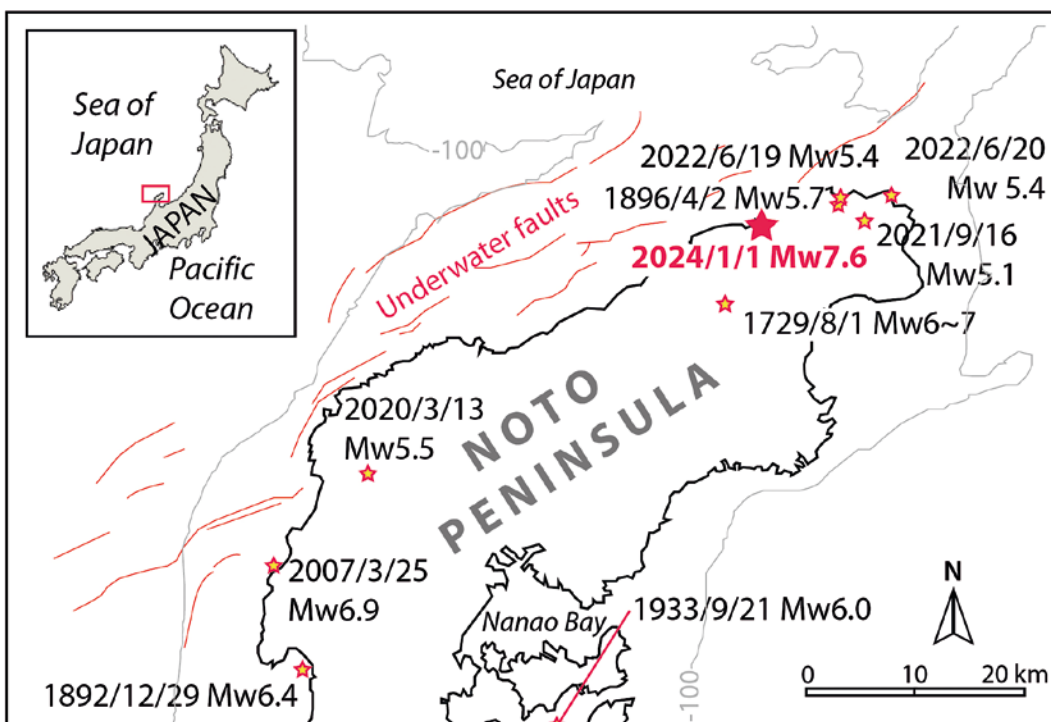 Sea of
Japan
JAPAN
Pacific
Ocean
Sea of Japan
-100
Underwater faults
2022/6/19 Mw5.4
2022/6/20
Mw 5.4
1896/4/2 Mw5.7
2024/1/1 Mw7.6
2021/9/16
Mw5.1
1729/8/1 Mw6~7
NOTO
PENINSULA
2020/3/13
Mw5.5
2007/3/25
Mw6.9
1892/12/29 Mw6.4
Nanao Bay
1933/9/21 Mw6.0
-100
N
0 10 20 km